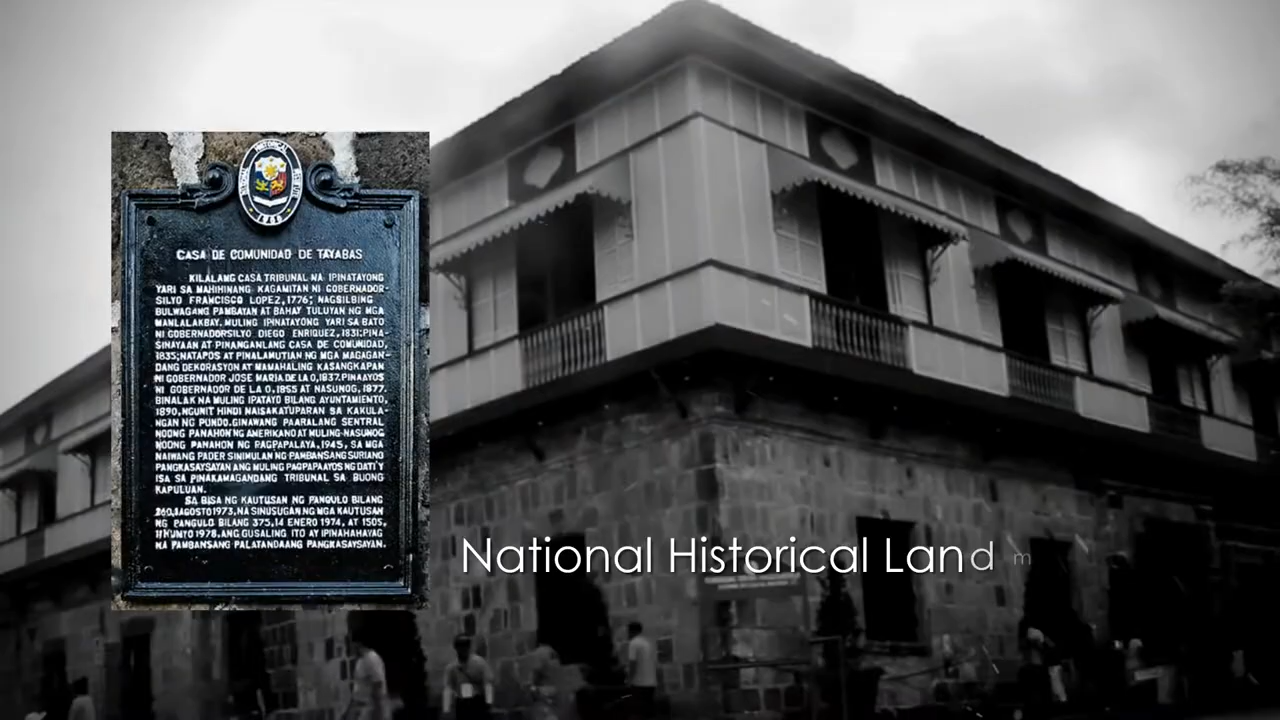 CASA DE COMUNIDAD DE TAYABAS
KILALANG CASA TRIBUNAL NA IPINATAYONG
YARI SA MAHIHINANG KAGAMITAN NI GOBERNADOR-
SILYO FRANCISCO LOPEZ, 1776; NAGSILBING
BULWAGANG PAMBAYAN AT BAHAY TULUYAN NG MGA
MANLALAKBAY. MULING IPINATAYONG YARI SA BATO
NI GOBERNADORSILYO DIEGO ENRIQUEZ, 1831; PINA-
SINAYAAN AT PINANGANLANG CASA DE COMUNIDAD,
1835; NATAPOS AT PINALAMUTIAN NG MGA MAGAGAN-
DANG DEKORASYON AT MAMAHALING KASANGKAPAN
NI GOBERNADOR JOSE MARIA DE LA O, 1837. PINAAYOS
NI GOBERNADOR DE LA O, 1855 AT NASUNOG, 1877.
BINALAK NA MULING IPATAYO BILANG AYUNTAMIENTO,
1890, NGUNIT HINDI NAISAKATUPARAN SA KAKULA-
NGAN NG PUNDO. GINAWANG PAARALANG SENTRAL
NOONG PANAHON NG AMERIKANO AT MULING NASUNOG
NOONG PANAHON NG PAGPAPALAYA, 1945, SA MGA
NAIWANG PADER SINIMULAN NG PAMBANSANG SURIANG
PANGKASAYSAYAN ANG MULING PAGPAPAAYOS NG DATI'Y
ISA SA PINAKAMAGANDANG TRIBUNAL SA BUONG
KAPULUAN.
SA BISA NG KAUTUSAN NG PANGULO BILANG
260, 1 AGOSTO 1973, NA SINUSUGAN NG MGA KAUTUSAN
NG PANGULO BILANG 375, 14 ENERO 1974, AT 1505,
11 HUNYO 1978, ANG GUSALING ITO AY IPINAHAHAYAG
NA PAMBANSANG PALATANDAANG PANGKASAYSAYAN.
National Historical Land m